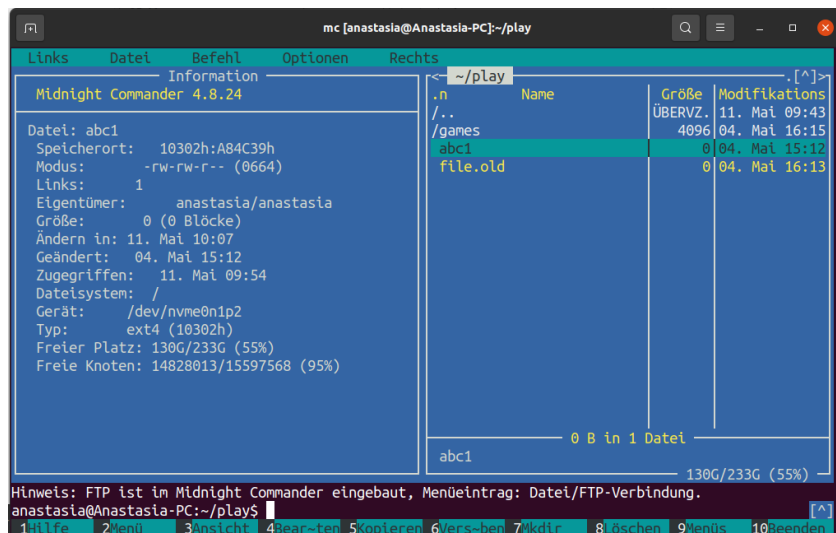 mc [anastasia@Anastasia-PC]:~/play
Links Datei Befehl Optionen Rechts
Information
Midnight Commander 4.8.24
Datei: abc1
Speicherort: 10302h:A84C39h
Modus: -rw-rw-r-- (0664)
Links: 1
Eigentümer: anastasia/anastasia
Größe: 0 (0 Blöcke)
Ändern in: 11. Mai 10:07
Geändert: 04. Mai 15:12
Zugegriffen: 11. Mai 09:54
Dateisystem: /
Gerät: /dev/nvme0n1p2
Typ: ext4 (10302h)
Freier Platz: 130G/233G (55%)
Freie Knoten: 14828013/15597568 (95%)
<- ~/play .[^]>
.n Name Größe Modifikations
/.. ÜBERVZ. 11. Mai 09:43
/games 4096 04. Mai 16:15
abc1 0 04. Mai 15:12
file.old 0 04. Mai 16:13
0 B in 1 Datei
abc1
130G/233G (55%)
Hinweis: FTP ist im Midnight Commander eingebaut, Menüeintrag: Datei/FTP-Verbindung.
anastasia@Anastasia-PC:~/play$ [^]
1Hilfe 2Menü 3Ansicht 4Bear~ten 5Kopieren 6Vers~ben 7Mkdir 8Löschen 9Menüs 10Beenden